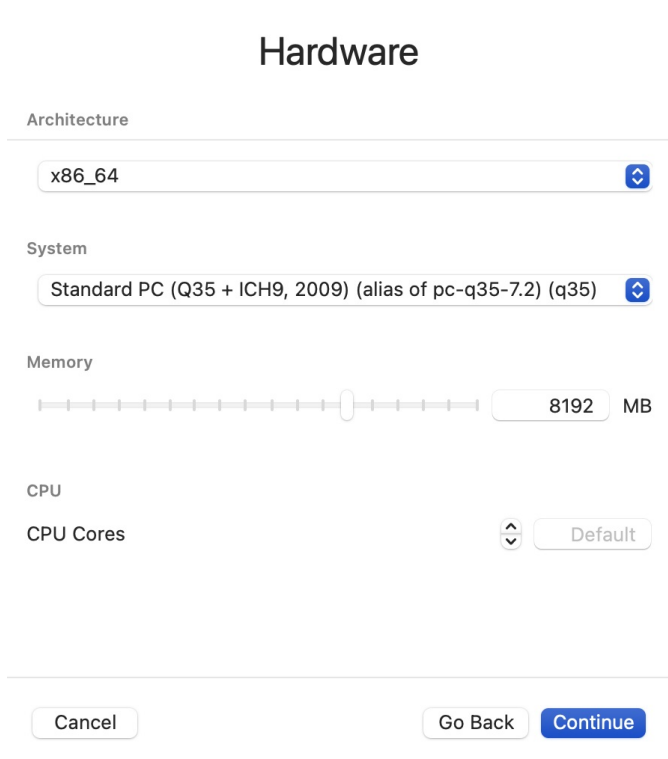 Hardware
Architecture
x86_64
System
Standard PC (Q35 + ICH9, 2009) (alias of pc-q35-7.2) (q35)
Memory
8192 MB
CPU
CPU Cores Default
Cancel Go Back Continue